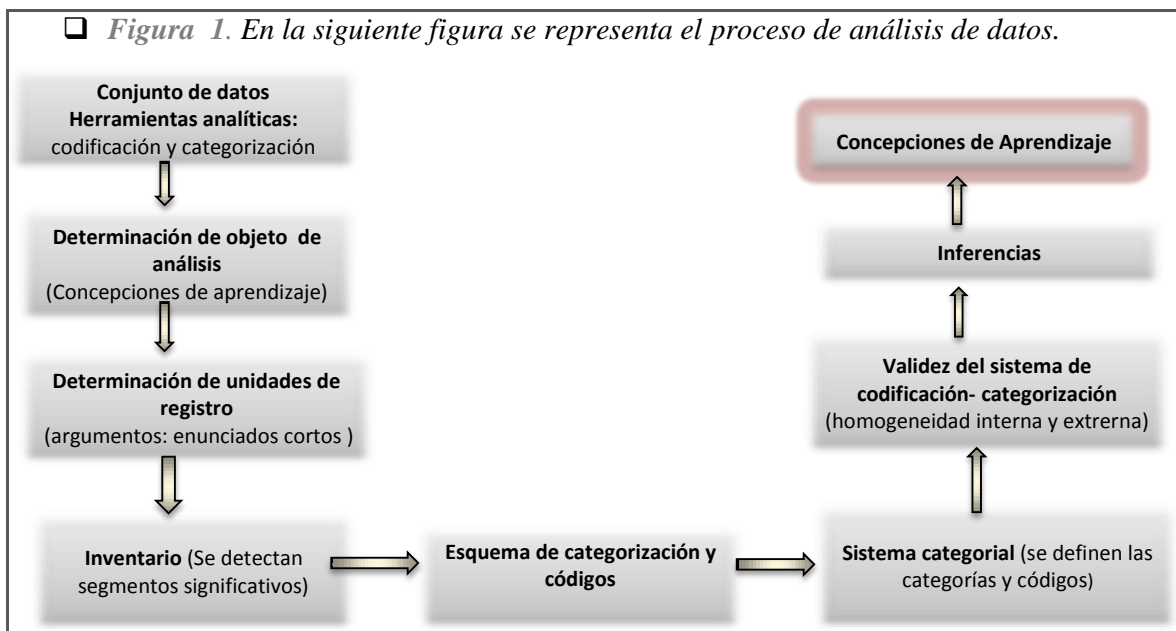 ❑ Figura 1. En la siguiente figura se representa el proceso de análisis de datos.
Conjunto de datos
Herramientas analíticas:
codificación y categorización
Determinación de objeto de
análisis
(Concepciones de aprendizaje)
Determinación de unidades de
registro
(argumentos: enunciados cortos )
Inventario (Se detectan
segmentos significativos)
Esquema de categorización y
códigos
Sistema categorial (se definen las
categorías y códigos)
Validez del sistema de
codificación- categorización
(homogeneidad interna y extrerna)
Inferencias
Concepciones de Aprendizaje